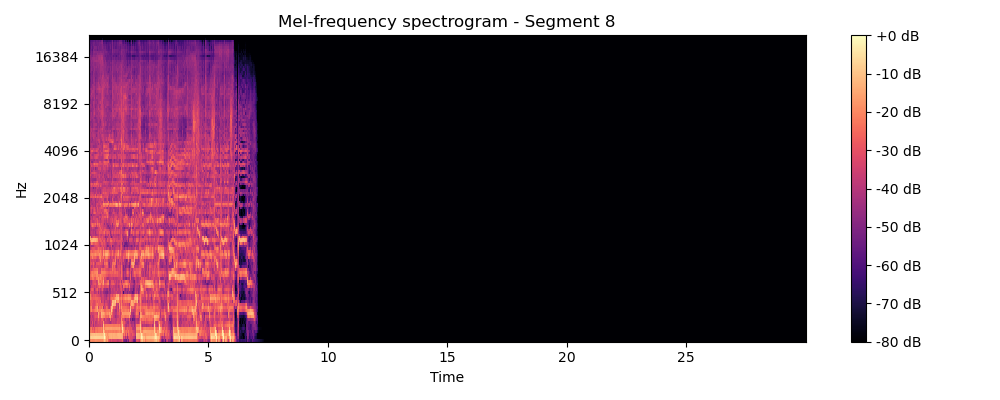 Mel-frequency spectrogram - Segment 8
16384
8192
4096
2048
1024
512
0
Hz
0 5 10 15 20 25
Time
+0 dB
-10 dB
-20 dB
-30 dB
-40 dB
-50 dB
-60 dB
-70 dB
-80 dB